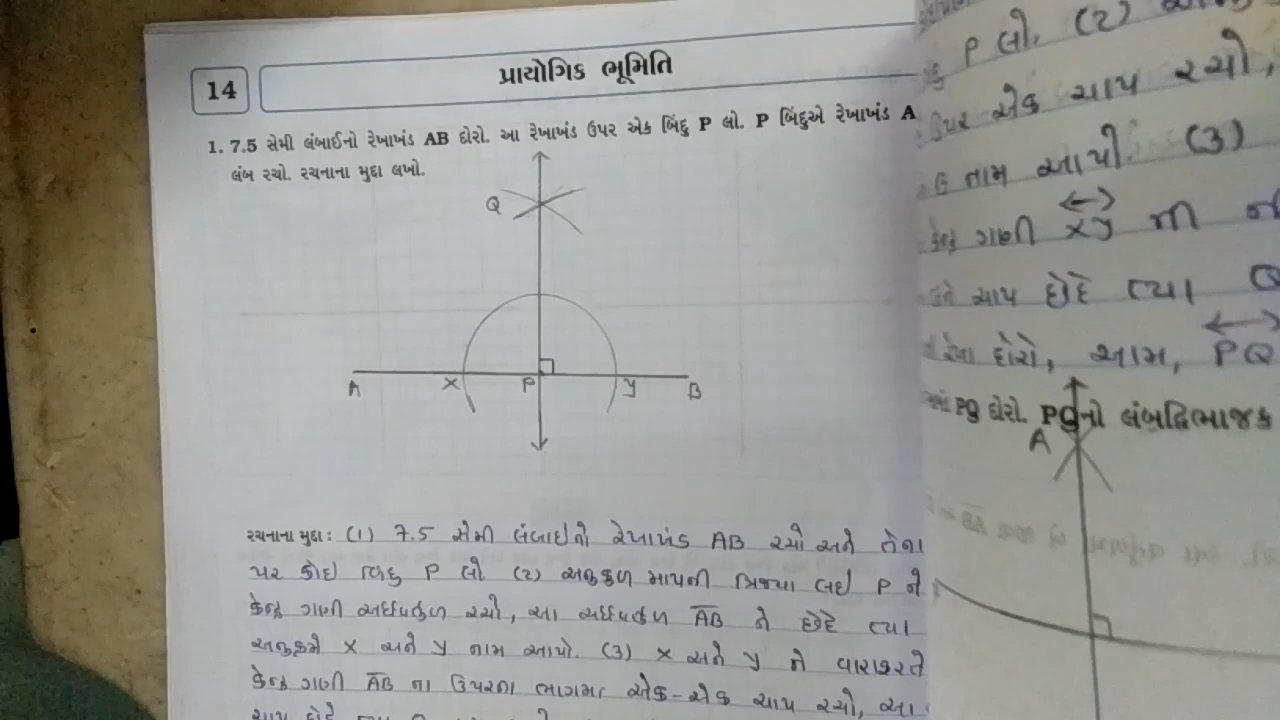 14
પ્રાયોગિક ભૂમિતિ
1. 7.5 સેમી લંબાઈનો રેખાખંડ AB દોરો. આ રેખાખંડ ઉપર એક બિંદુ P લો. P બિંદુએ રેખાખંડ A
લંબ રચો. રચનાના મુદ્દા લખો.
Q
A X P Y B
રચનાના મુદ્દા: (1) 7.5 સેમી લંબાઇનો રેખાખંડ AB રચો અને તેના
પર કોઇ બિંદુ P લો (2) અનુકુળ માપની ત્રિજ્યા લઇ P ને
કેન્દ્ર ગણી અર્ધવર્તુળ રચો, આ અર્ધવર્તુળ AB ને છેદે ત્યા
અનુક્રમે X અને Y નામ આપો. (3) X અને Y ને વારાફરતે
કેન્દ્ર ગણી AB ના ઉપરના ભાગમા એક-એક ચાપ રચો, આ
ચાપ છેદે ત્યા
P લો. (2)
ઉપર એક ચાપ રચો,
નામ આપો. (3)
કેન્દ્ર ગણી XY ની
ચાપ છેદે ત્યા Q
દોરો, આમ, PQ
PQ દોરો. PQનો લંબદ્વિભાજક
A